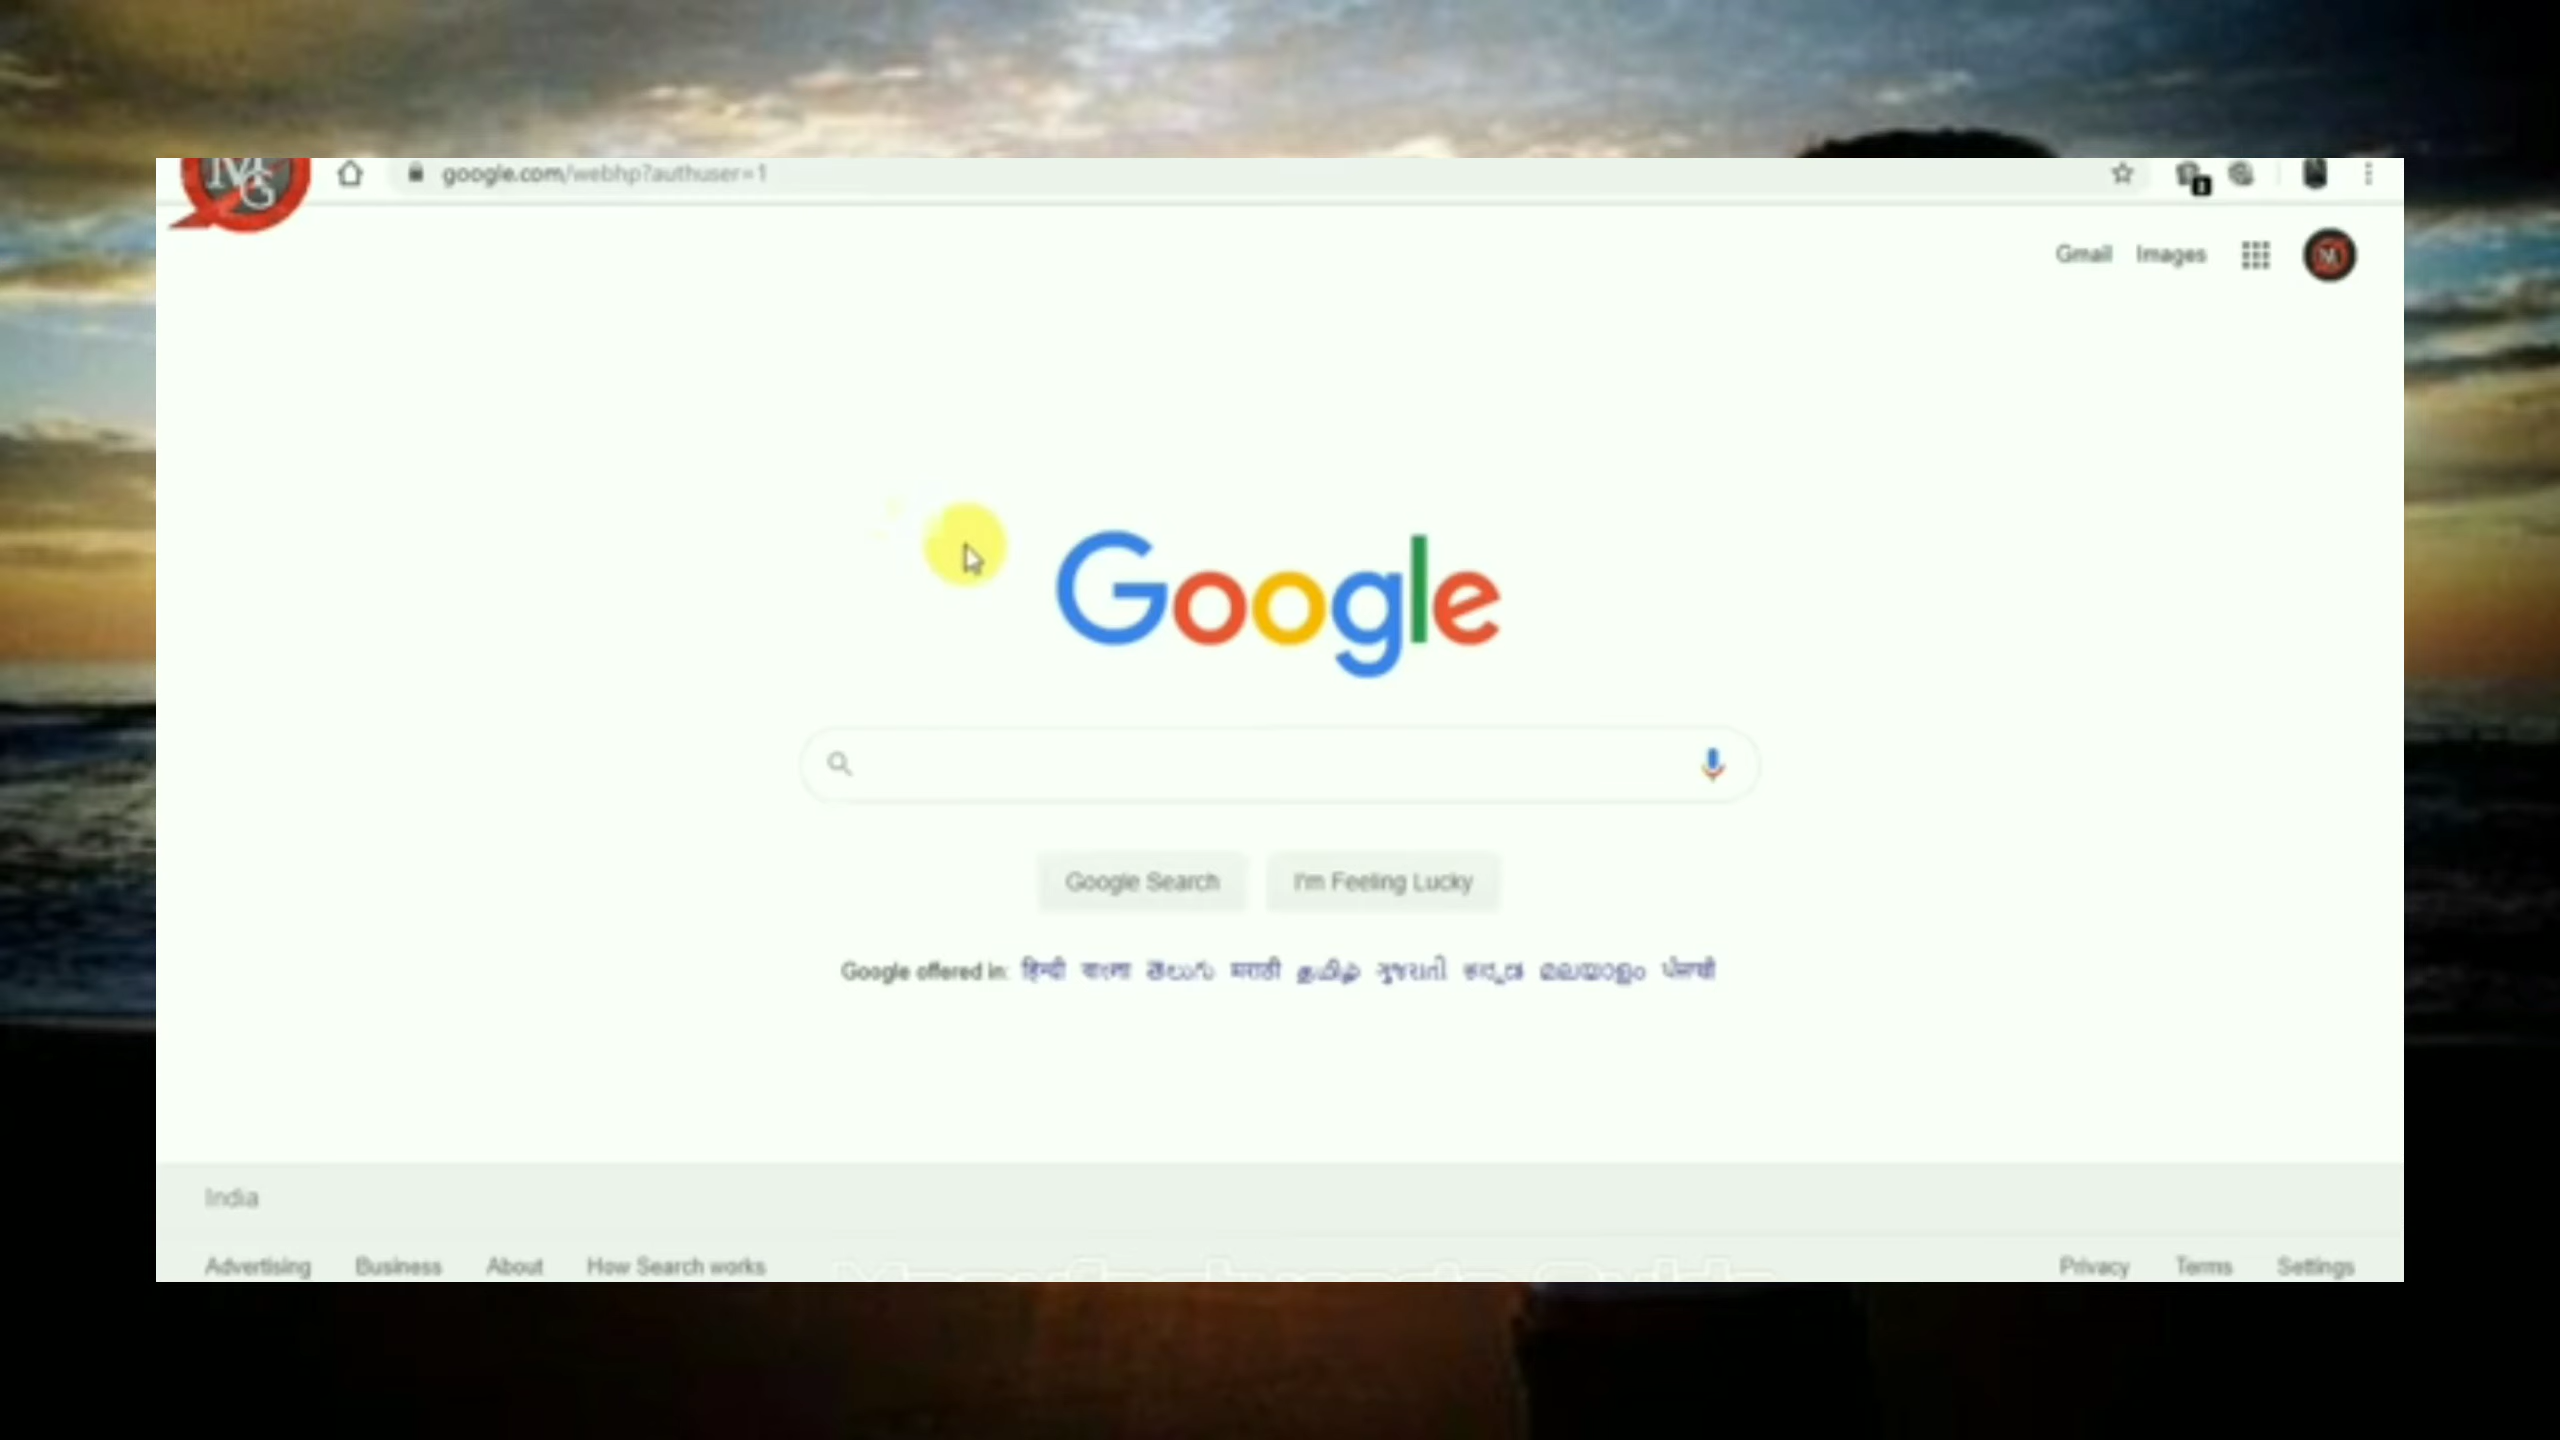 MG
google.com/webhp?authuser=1
Gmail Images
Google
Google Search I'm Feeling Lucky
Google offered in: हिन्दी বাংলা తెలుగు मराठी தமிழ் ગુજરાતી ಕನ್ನಡ മലയാളം ਪੰਜਾਬੀ
India
Advertising Business About How Search works Privacy Terms Settings